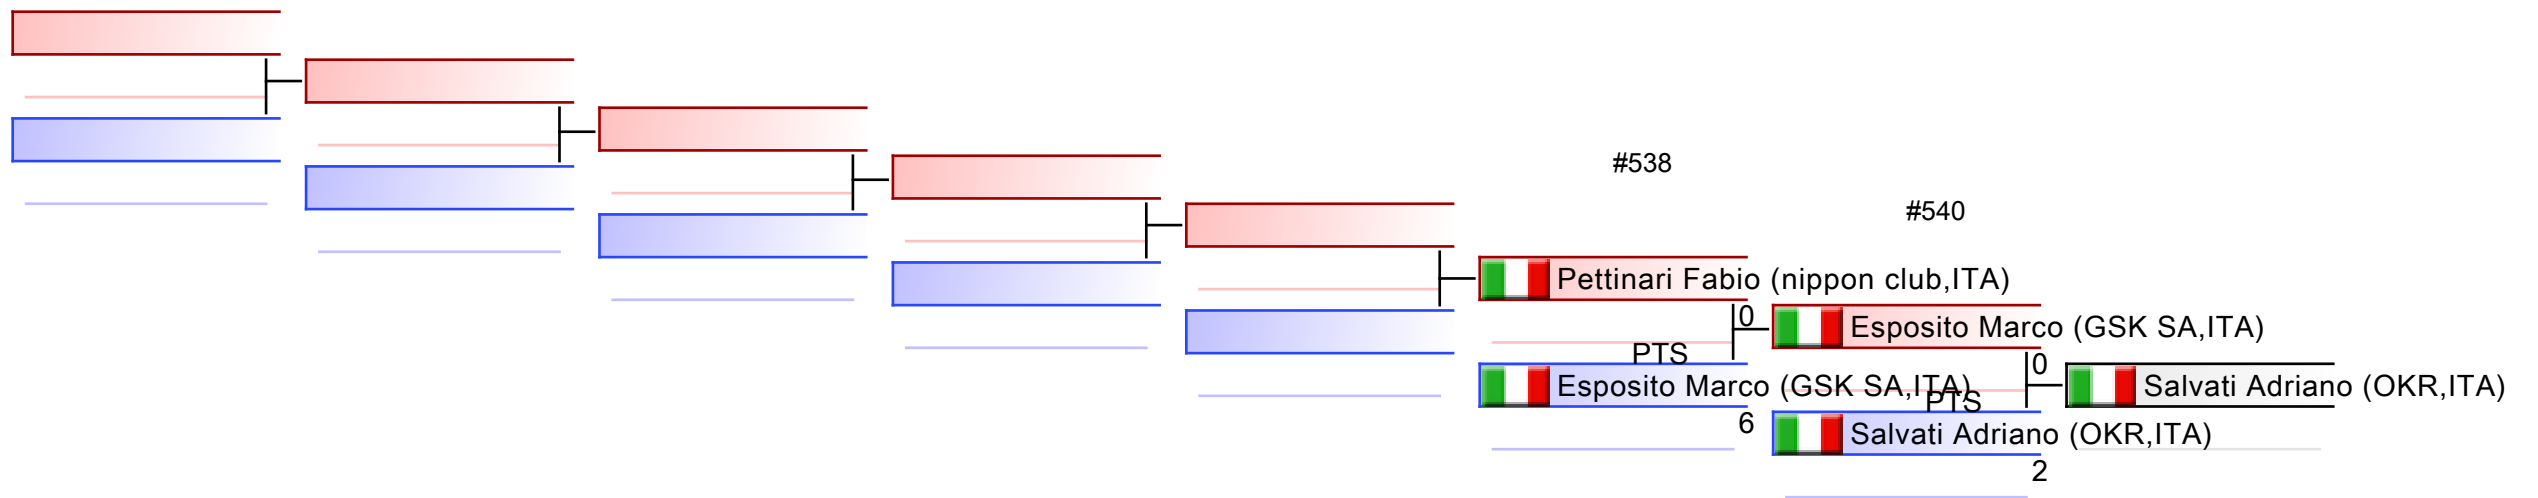 #538
#540
Pettinari Fabio (nippon club,ITA)
0
Esposito Marco (GSK SA,ITA)
PTS
0
Esposito Marco (GSK SA,ITA)
Salvati Adriano (OKR,ITA)
PTS
6
Salvati Adriano (OKR,ITA)
2